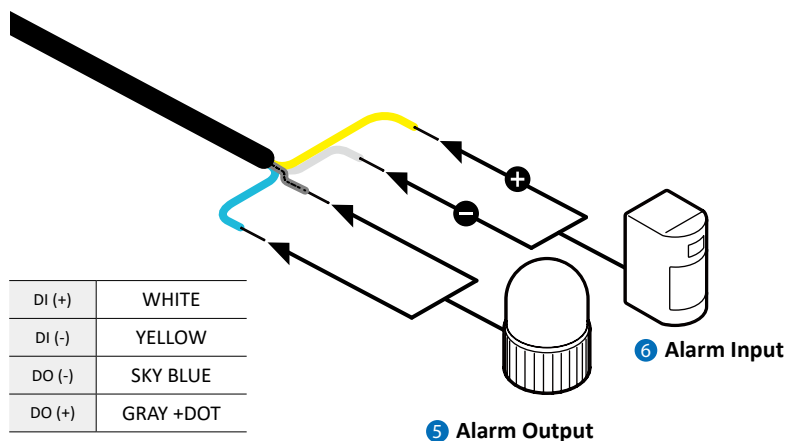 +
−
DI (+) WHITE
DI (-) YELLOW
DO (-) SKY BLUE
DO (+) GRAY +DOT
6 Alarm Input
5 Alarm Output